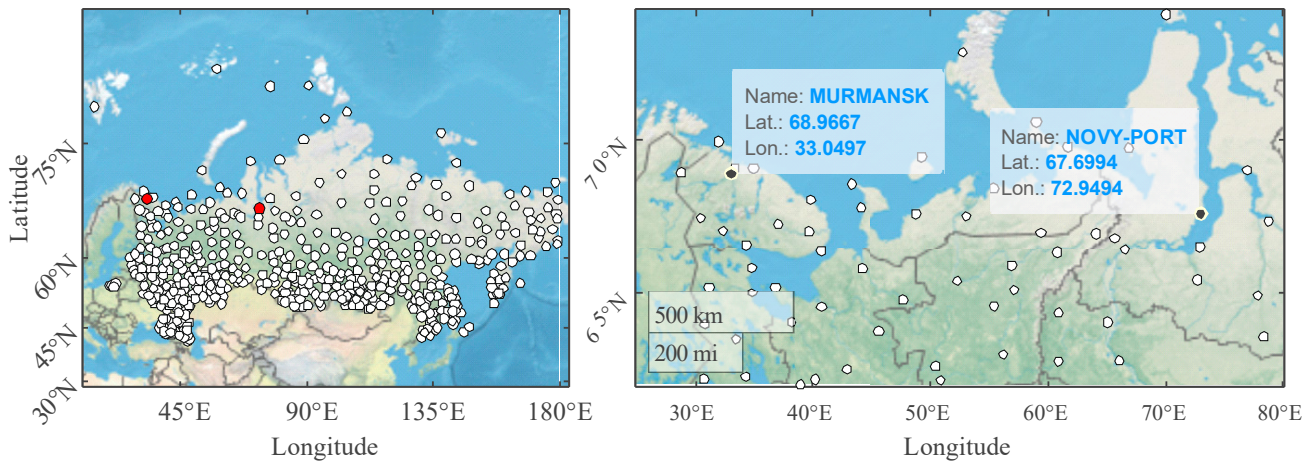 Latitude
75°N
60°N
45°N
30°N
45°E
90°E
135°E
180°E
Longitude
70°N
65°N
Name: MURMANSK
Lat.: 68.9667
Lon.: 33.0497
Name: NOVY-PORT
Lat.: 67.6994
Lon.: 72.9494
500 km
200 mi
30°E
40°E
50°E
60°E
70°E
80°E
Longitude